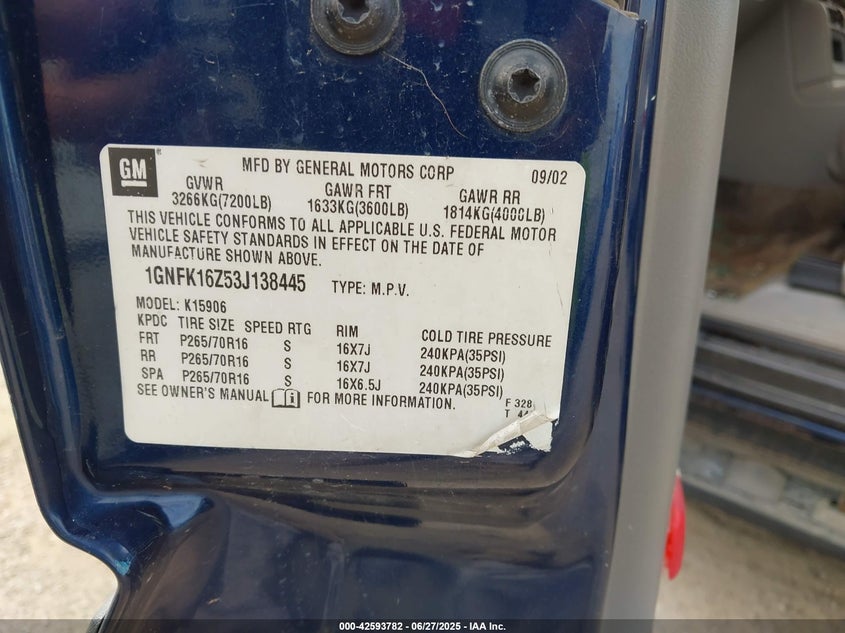 GM
MFD BY GENERAL MOTORS CORP 09/02
GVWR GAWR FRT GAWR RR
3266KG(7200LB) 1633KG(3600LB) 1814KG(4000LB)
THIS VEHICLE CONFORMS TO ALL APPLICABLE U.S. FEDERAL MOTOR
VEHICLE SAFETY STANDARDS IN EFFECT ON THE DATE OF
MANUFACTURE SHOWN ABOVE.
1GNFK16Z53J138445 TYPE: M.P.V.
MODEL: K15906
KPDC TIRE SIZE SPEED RTG RIM COLD TIRE PRESSURE
FRT P265/70R16 S 16X7J 240KPA(35PSI)
RR P265/70R16 S 16X7J 240KPA(35PSI)
SPA P265/70R16 S 16X6.5J 240KPA(35PSI)
SEE OWNER'S MANUAL i FOR MORE INFORMATION.
F 328
T 44
000-42593782 / 06/27/2025 - IAA Inc.